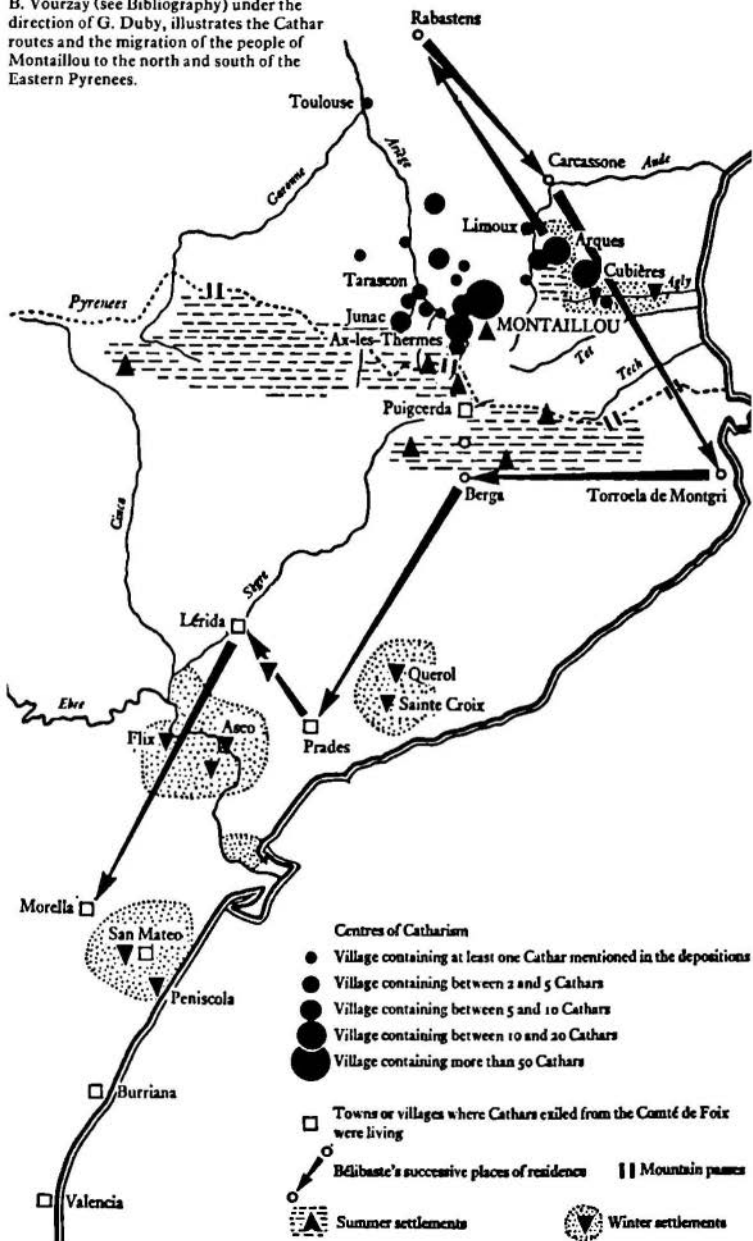 B. Vourzay (see Bibliography) under the
direction of G. Duby, illustrates the Cathar
routes and the migration of the people of
Montaillou to the north and south of the
Eastern Pyrenees.
Rabastens
Toulouse
Ariège
Garonne
Carcassone
Aude
Limoux
Arques
Cubières
Agly
Tarascon
Pyrenees
Junac
MONTAILLOU
Ax-les-Thermes
Tet
Tech
Puigcerda
Berga
Torroela de Montgri
Cinca
Sègre
Lérida
Querol
Sainte Croix
Ebre
Flix
Asco
Prades
Morella
San Mateo
Peniscola
Burriana
Valencia
Centres of Catharism
Village containing at least one Cathar mentioned in the depositions
Village containing between 2 and 5 Cathars
Village containing between 5 and 10 Cathars
Village containing between 10 and 20 Cathars
Village containing more than 50 Cathars
Towns or villages where Cathars exiled from the Comté de Foix
were living
Bélibaste's successive places of residence
Mountain passes
Summer settlements
Winter settlements